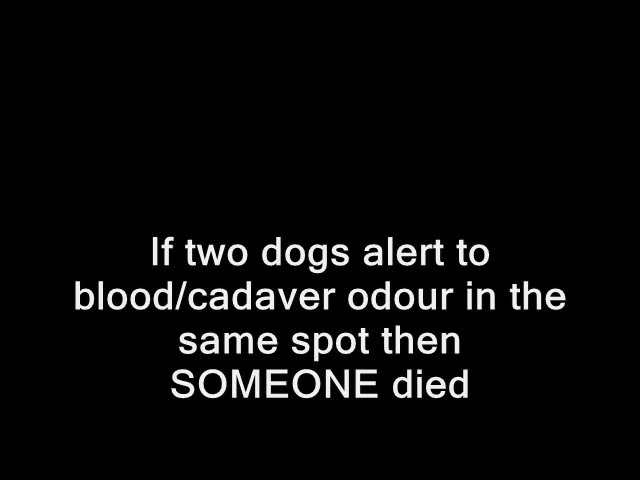 If two dogs alert to
blood/cadaver odour in the
same spot then
SOMEONE died